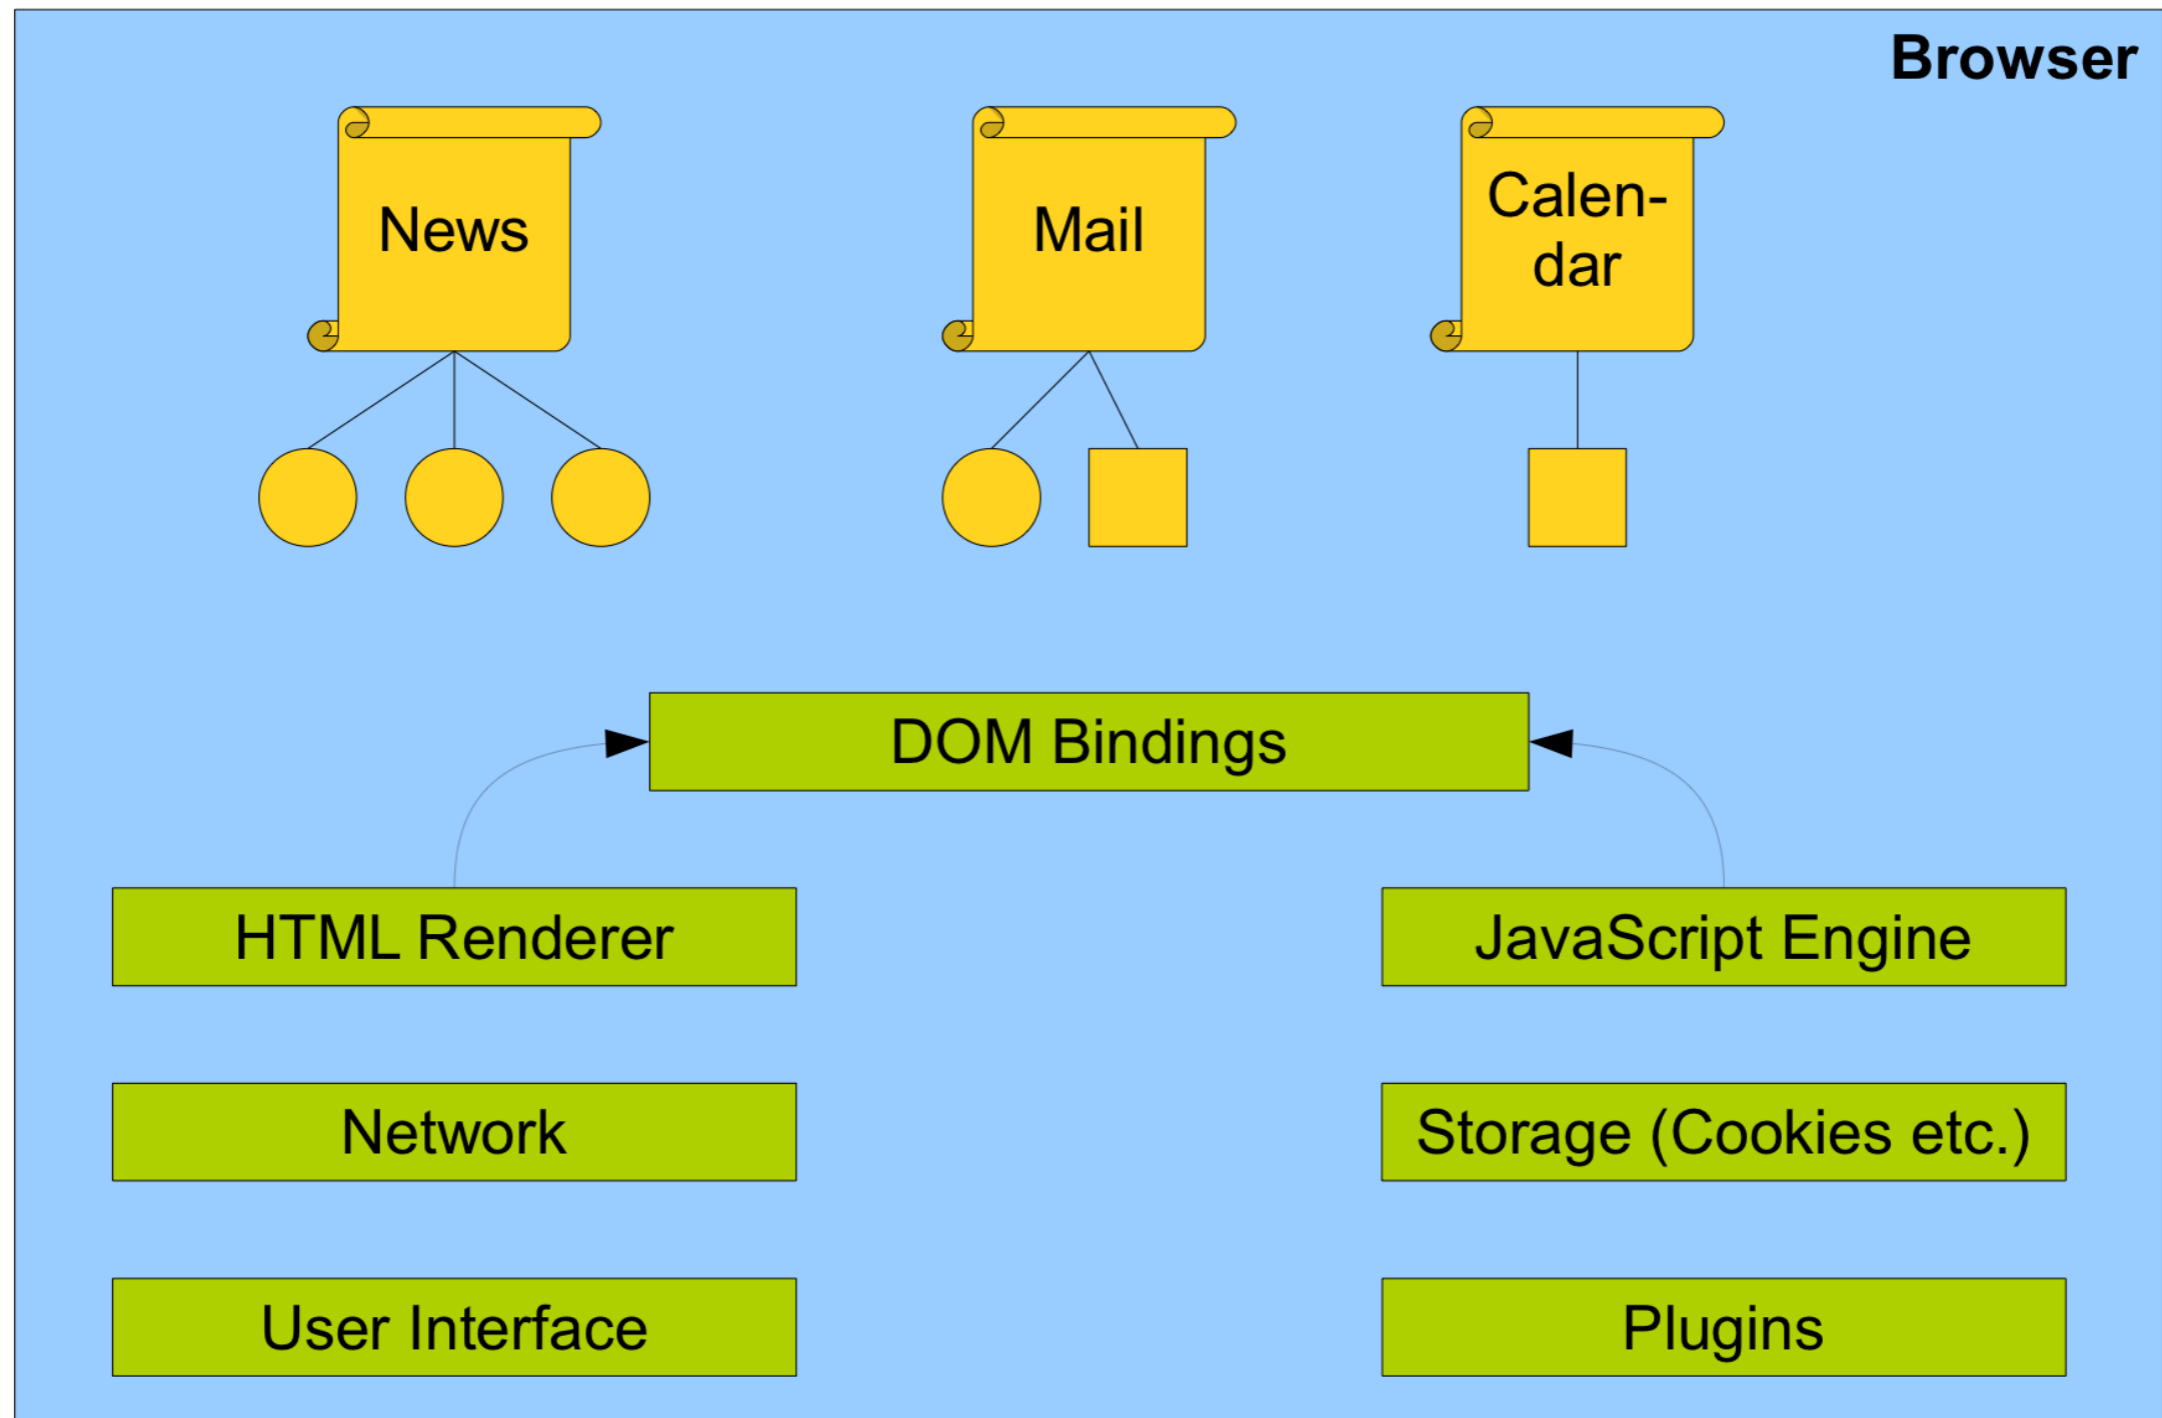 Browser
News
Mail
Calen-
dar
DOM Bindings
HTML Renderer
JavaScript Engine
Network
Storage (Cookies etc.)
User Interface
Plugins